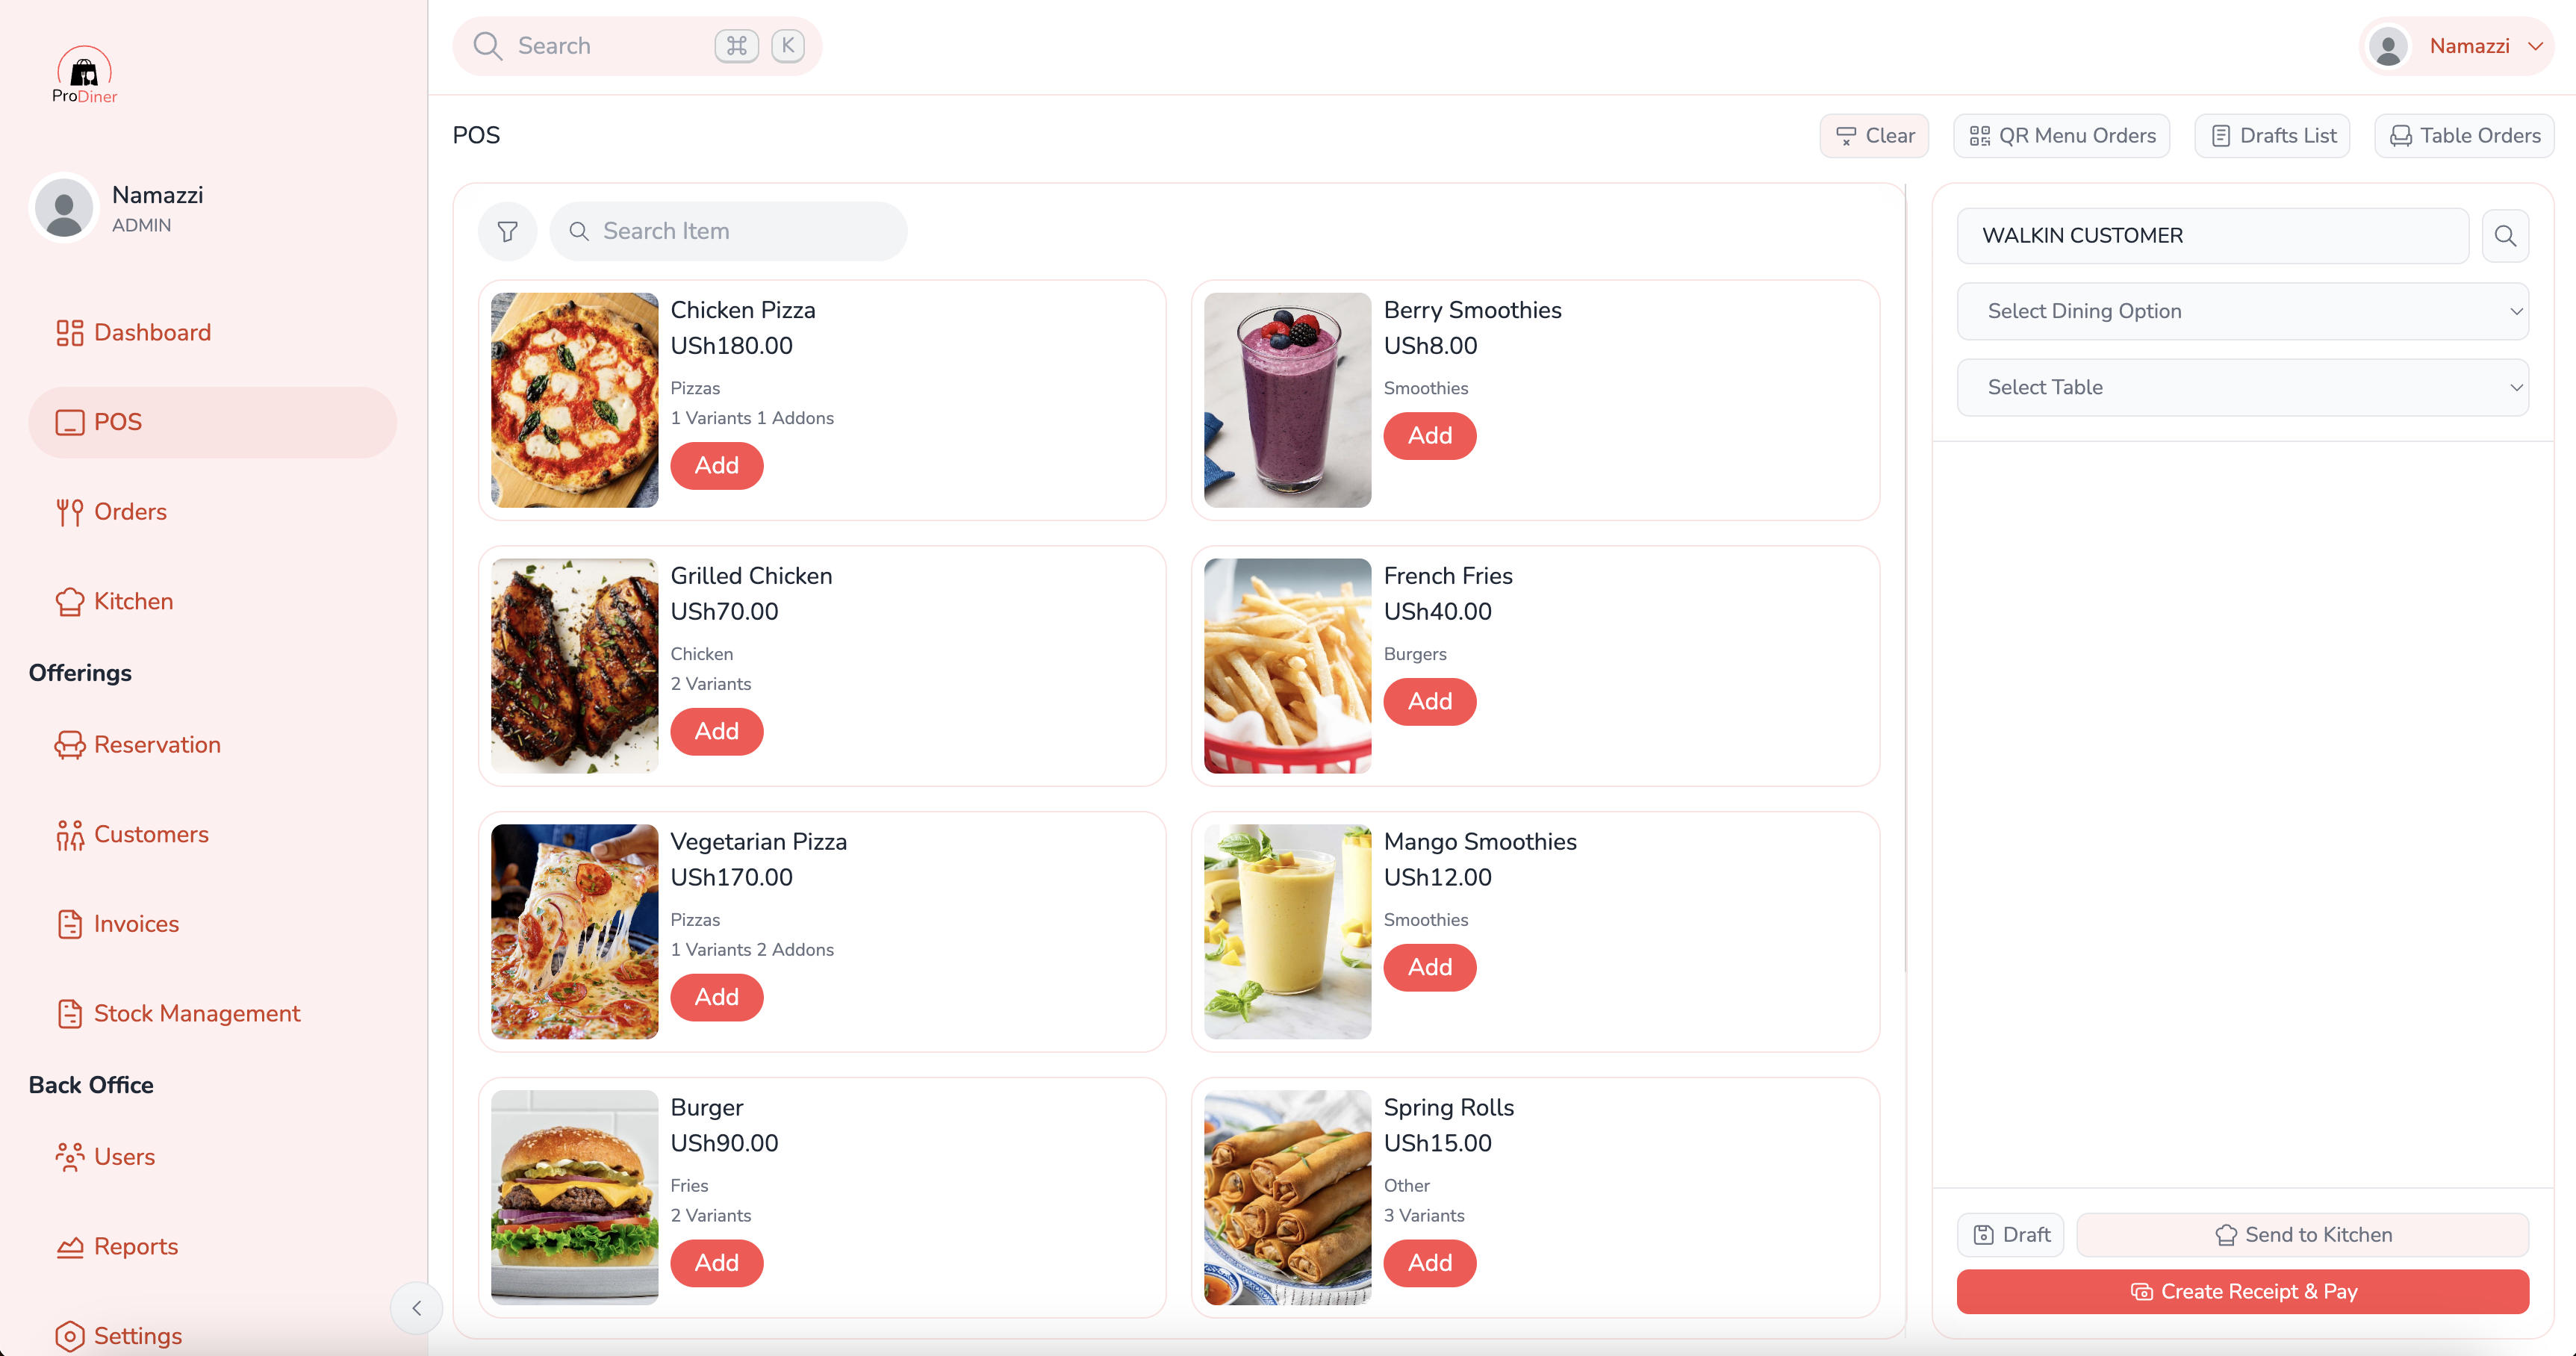 ProDiner
Namazzi
ADMIN
Dashboard
POS
Orders
Kitchen
Offerings
Reservation
Customers
Invoices
Stock Management
Back Office
Users
Reports
Settings
Search ⌘ K
Namazzi
POS
Clear
QR Menu Orders
Drafts List
Table Orders
Search Item
Chicken Pizza
USh180.00
Pizzas
1 Variants 1 Addons
Add
Berry Smoothies
USh8.00
Smoothies
Add
Grilled Chicken
USh70.00
Chicken
2 Variants
Add
French Fries
USh40.00
Burgers
Add
Vegetarian Pizza
USh170.00
Pizzas
1 Variants 2 Addons
Add
Mango Smoothies
USh12.00
Smoothies
Add
Burger
USh90.00
Fries
2 Variants
Add
Spring Rolls
USh15.00
Other
3 Variants
Add
WALKIN CUSTOMER
Select Dining Option
Select Table
Draft
Send to Kitchen
Create Receipt & Pay